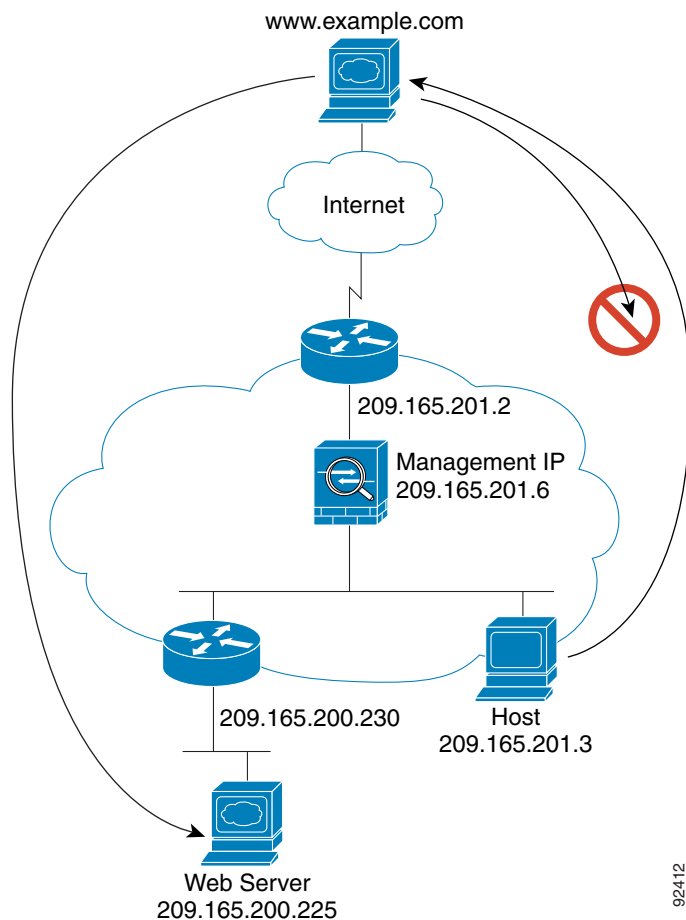 www.example.com
Internet
209.165.201.2
Management IP
209.165.201.6
209.165.200.230
Host
209.165.201.3
Web Server
209.165.200.225
92412